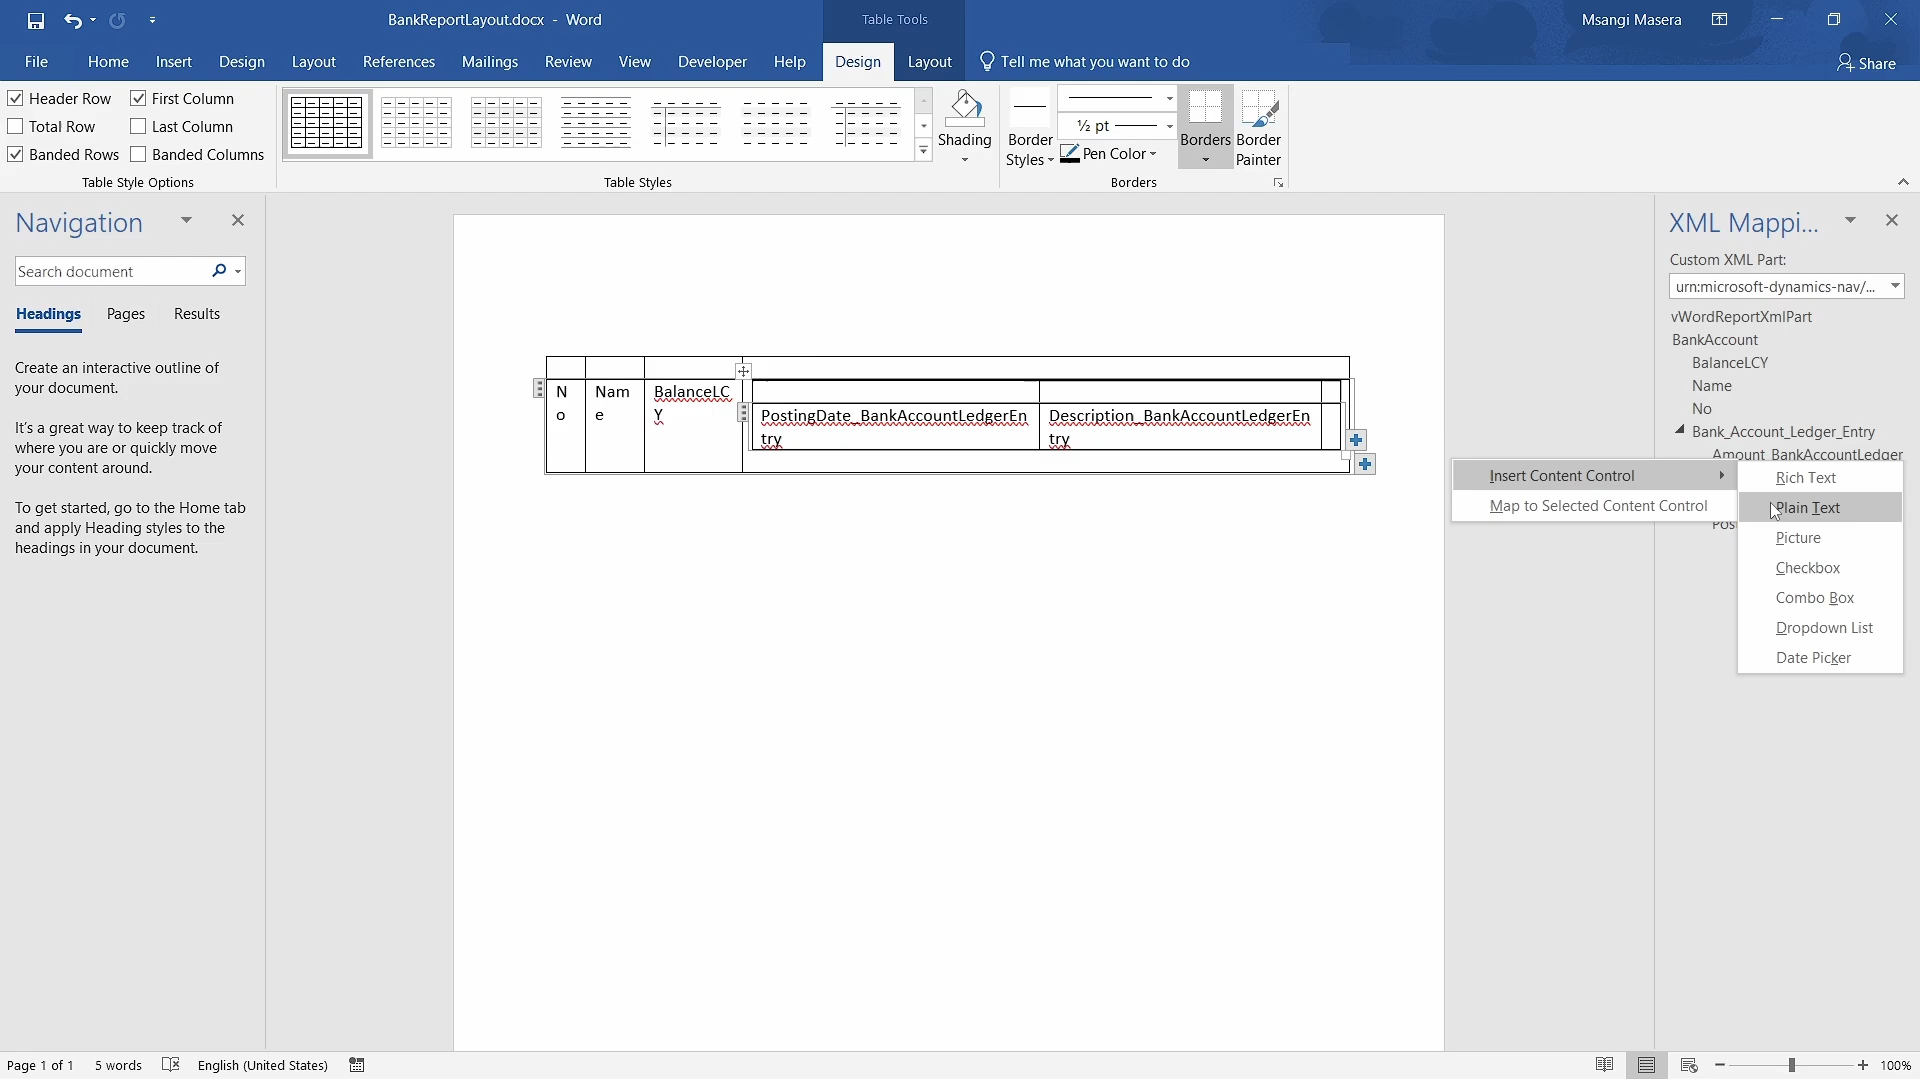 BankReportLayout.docx - Word
Table Tools
Msangi Masera
File
Home
Insert
Design
Layout
References
Mailings
Review
View
Developer
Help
Design
Layout
Tell me what you want to do
Share
Header Row
First Column
Total Row
Last Column
Banded Rows
Banded Columns
Table Style Options
Table Styles
Shading
Border
Styles
½ pt
Pen Color
Borders
Border
Painter
Borders
Navigation
Search document
Headings
Pages
Results
Create an interactive outline of
your document.
It's a great way to keep track of
where you are or quickly move
your content around.
To get started, go to the Home tab
and apply Heading styles to the
headings in your document.
N
o
Nam
e
BalanceLC
Y
PostingDate_BankAccountLedgerEn
try
Description_BankAccountLedgerEn
try
XML Mappi...
Custom XML Part:
urn:microsoft-dynamics-nav/...
vWordReportXmlPart
BankAccount
BalanceLCY
Name
No
Bank_Account_Ledger_Entry
Amount_BankAccountLedger
Pos
Insert Content Control
Map to Selected Content Control
Rich Text
Plain Text
Picture
Checkbox
Combo Box
Dropdown List
Date Picker
Page 1 of 1
5 words
English (United States)
100%